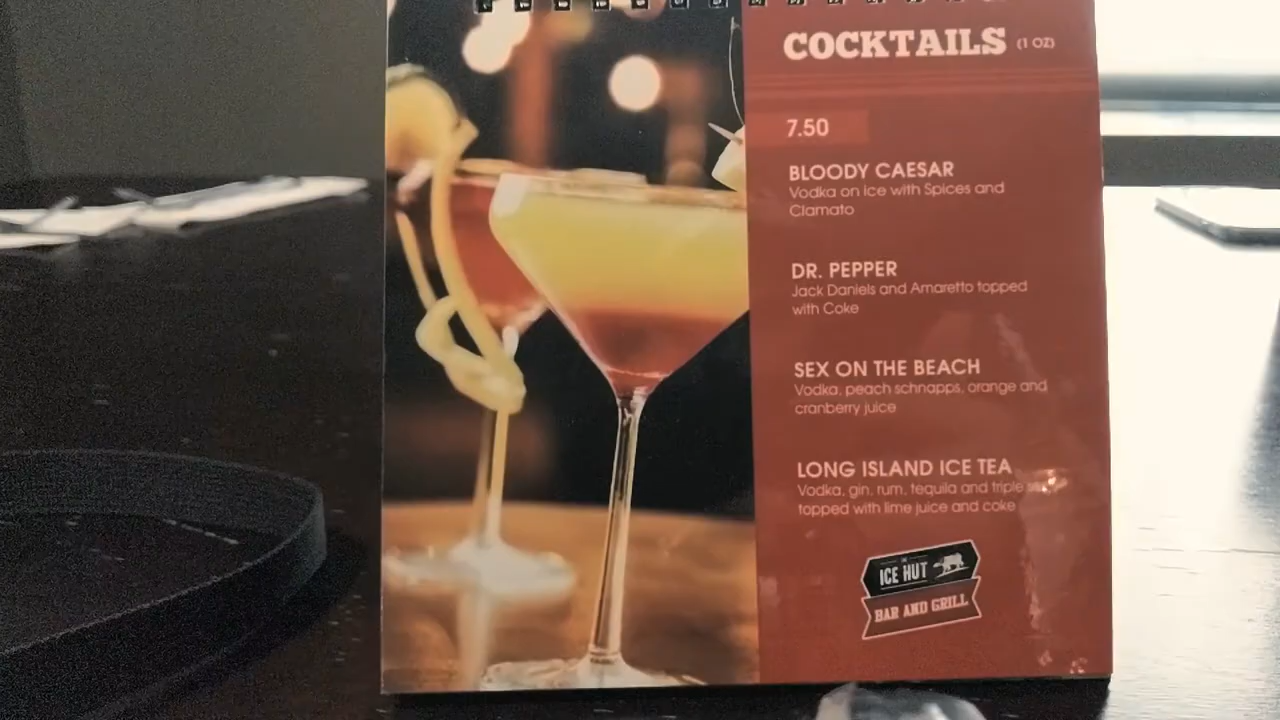 COCKTAILS (1 OZ)
7.50
BLOODY CAESAR
Vodka on Ice with Spices and
Clamato
DR. PEPPER
Jack Daniels and Amaretto topped
with Coke
SEX ON THE BEACH
Vodka, peach schnapps, orange and
cranberry juice
LONG ISLAND ICE TEA
Vodka, gin, rum, tequila and triple
topped with lime juice and coke
ICE HUT
BAR AND GRILL